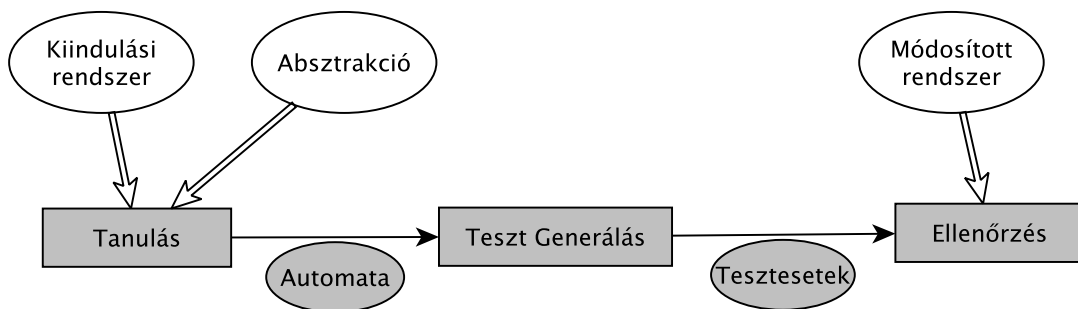 Kiindulási
rendszer
Absztrakció
Módosított
rendszer
Tanulás
Teszt Generálás
Ellenőrzés
Automata
Tesztesetek